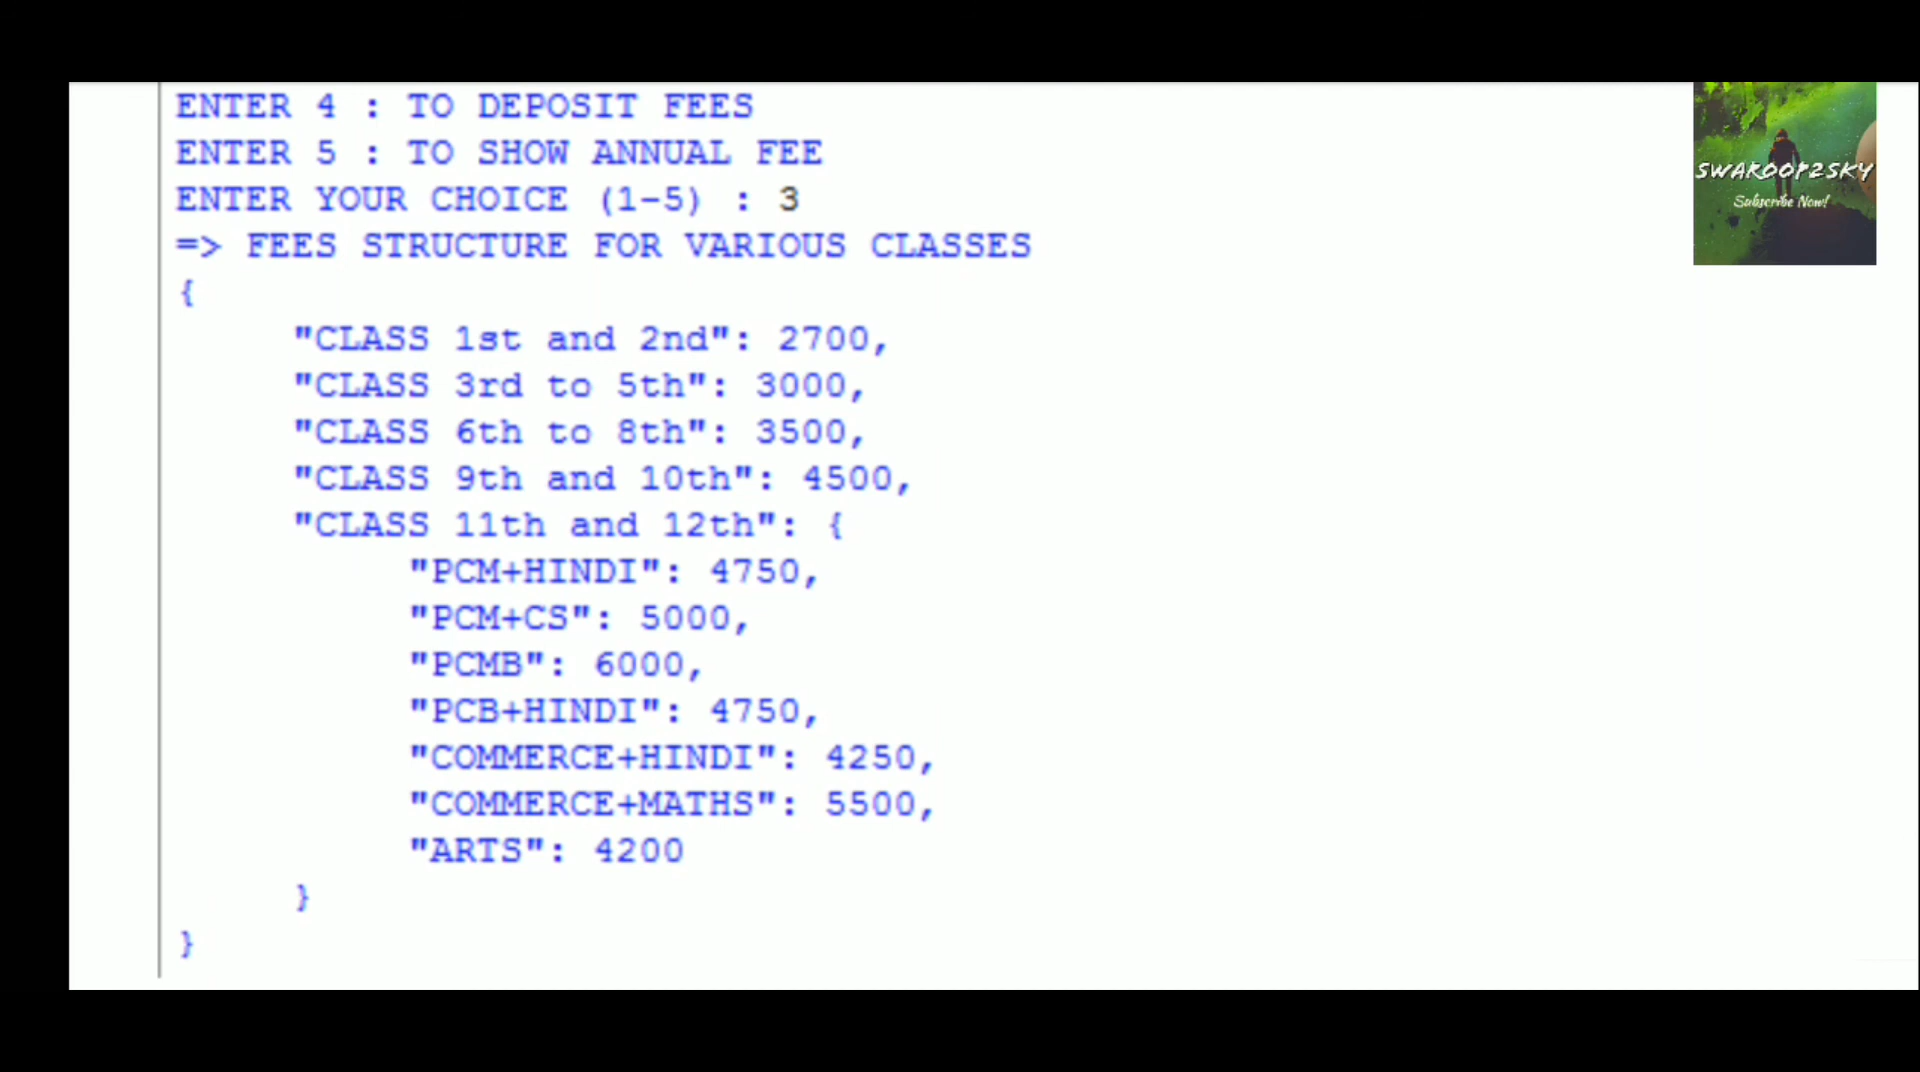 ENTER 4 : TO DEPOSIT FEES
ENTER 5 : TO SHOW ANNUAL FEE
ENTER YOUR CHOICE (1-5) : 3
=> FEES STRUCTURE FOR VARIOUS CLASSES
{
"CLASS 1st and 2nd": 2700,
"CLASS 3rd to 5th": 3000,
"CLASS 6th to 8th": 3500,
"CLASS 9th and 10th": 4500,
"CLASS 11th and 12th": {
"PCM+HINDI": 4750,
"PCM+CS": 5000,
"PCMB": 6000,
"PCB+HINDI": 4750,
"COMMERCE+HINDI": 4250,
"COMMERCE+MATHS": 5500,
"ARTS": 4200
}
}
SWAROOP2SKY
Subscribe Now!